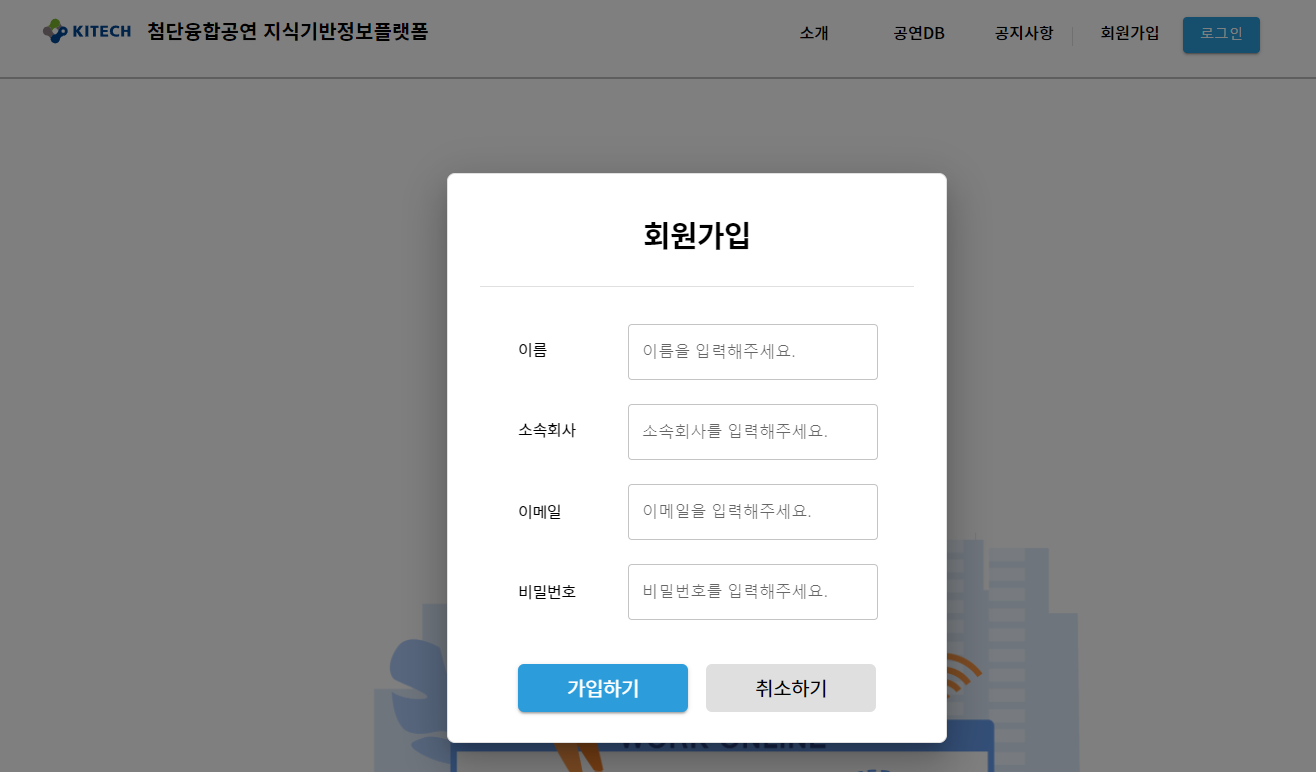 KITECH 첨단융합공연 지식기반정보플랫폼 소개 공연DB 공지사항 회원가입 로그인
회원가입
이름 이름을 입력해주세요.
소속회사 소속회사를 입력해주세요.
이메일 이메일을 입력해주세요.
비밀번호 비밀번호를 입력해주세요.
가입하기 취소하기
WORK ONLINE